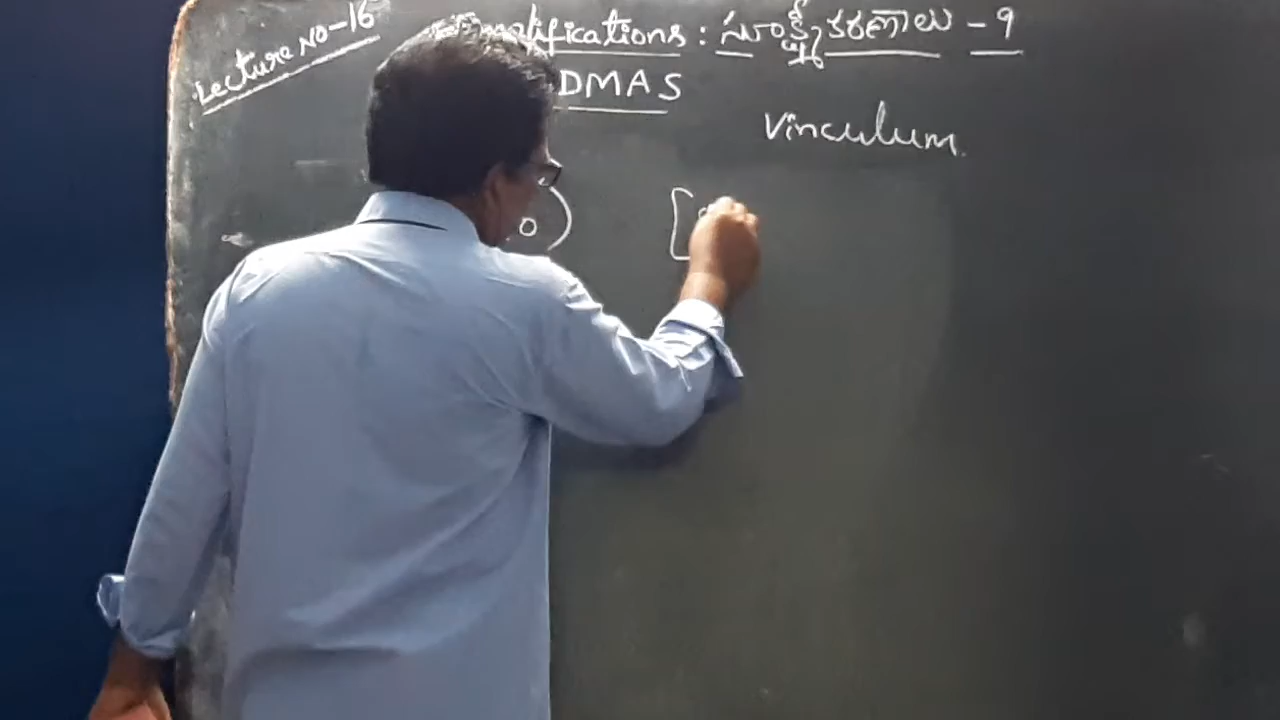 Lecture No-16
Simplifications : సూక్ష్మీకరణాలు - 9
DMAS
Vinculum.